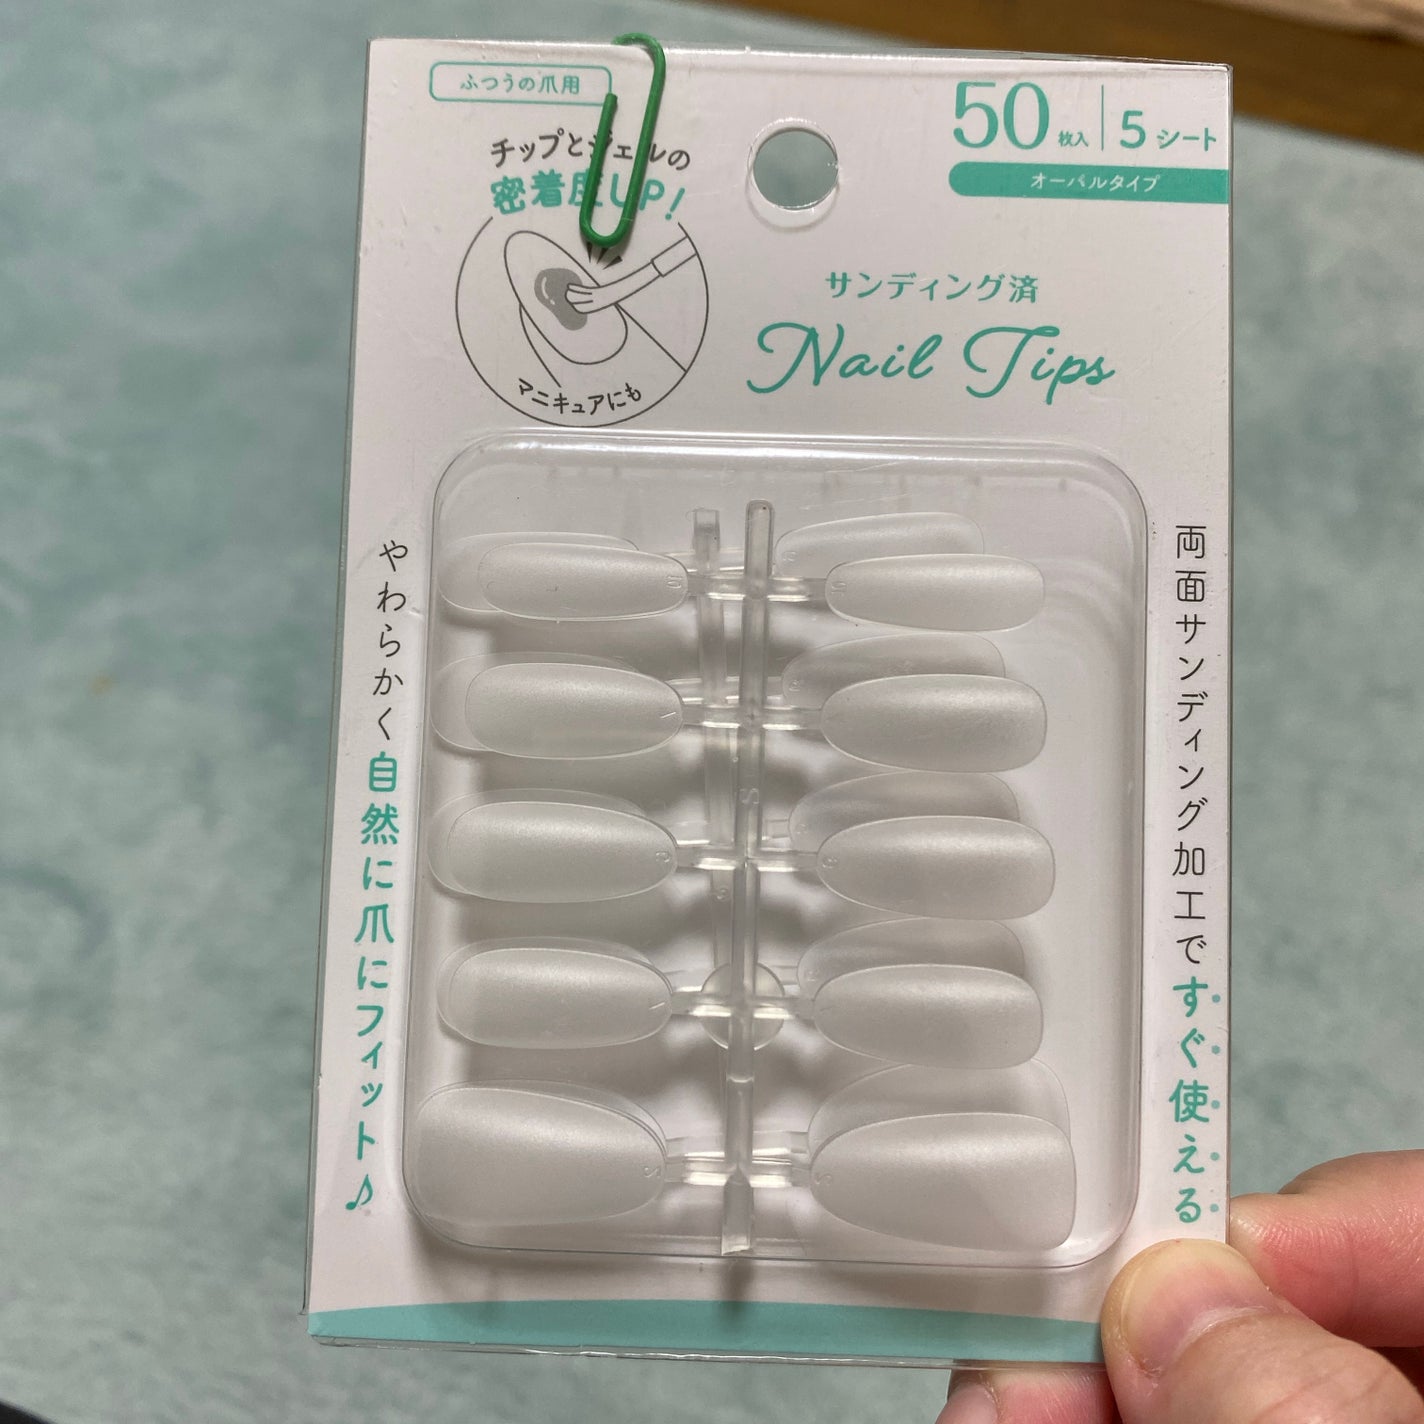 ふつうの爪用
チップとジェルの
密着度UP!
マニキュアにも
50枚入 5シート
オーバルタイプ
サンディング済
Nail Tips
両面サンディング加工ですぐ使える
やわらかく自然に爪にフィット♪